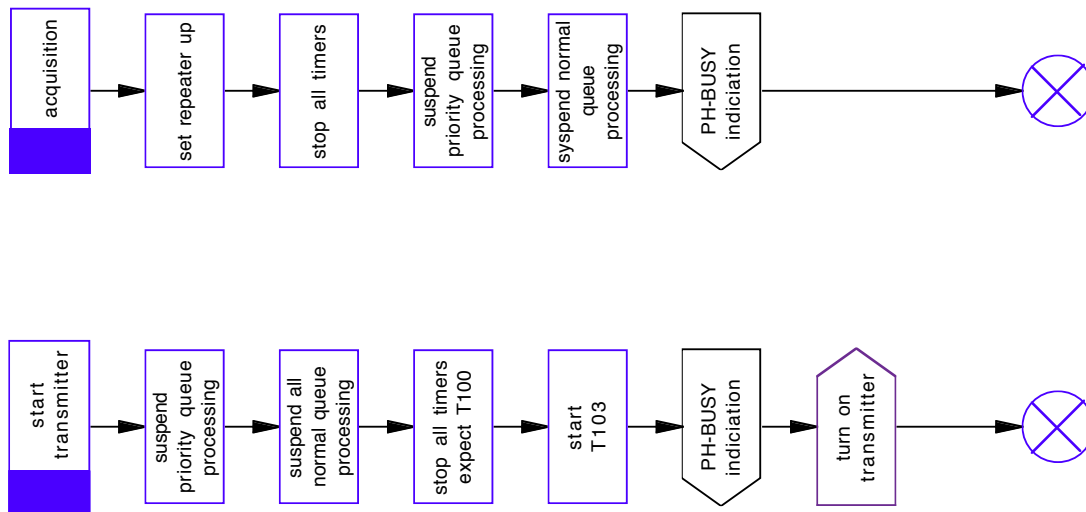 acquisition
set repeater up
stop all timers
suspend
priority queue
processing
syspend normal
queue
processing
PH-BUSY
indiciation
start
transmitter
suspend
priority queue
processing
suspend all
normal queue
processing
stop all timers
expect T100
start
T103
PH-BUSY
indiciation
turn on
transmitter